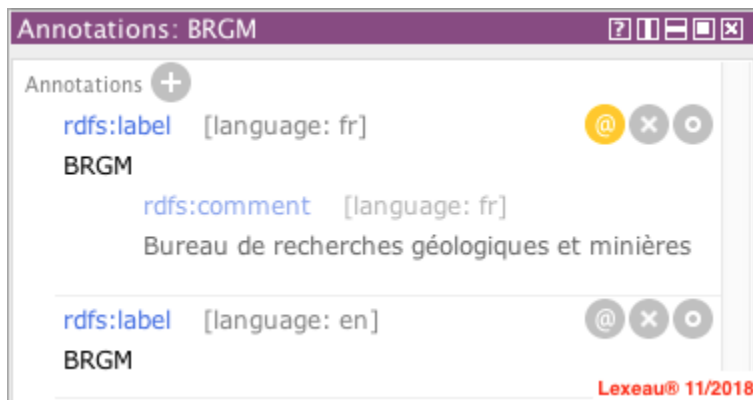 Annotations: BRGM
Annotations
rdfs:label [language: fr]
BRGM
rdfs:comment [language: fr]
Bureau de recherches géologiques et minières
rdfs:label [language: en]
BRGM
Lexeau® 11/2018